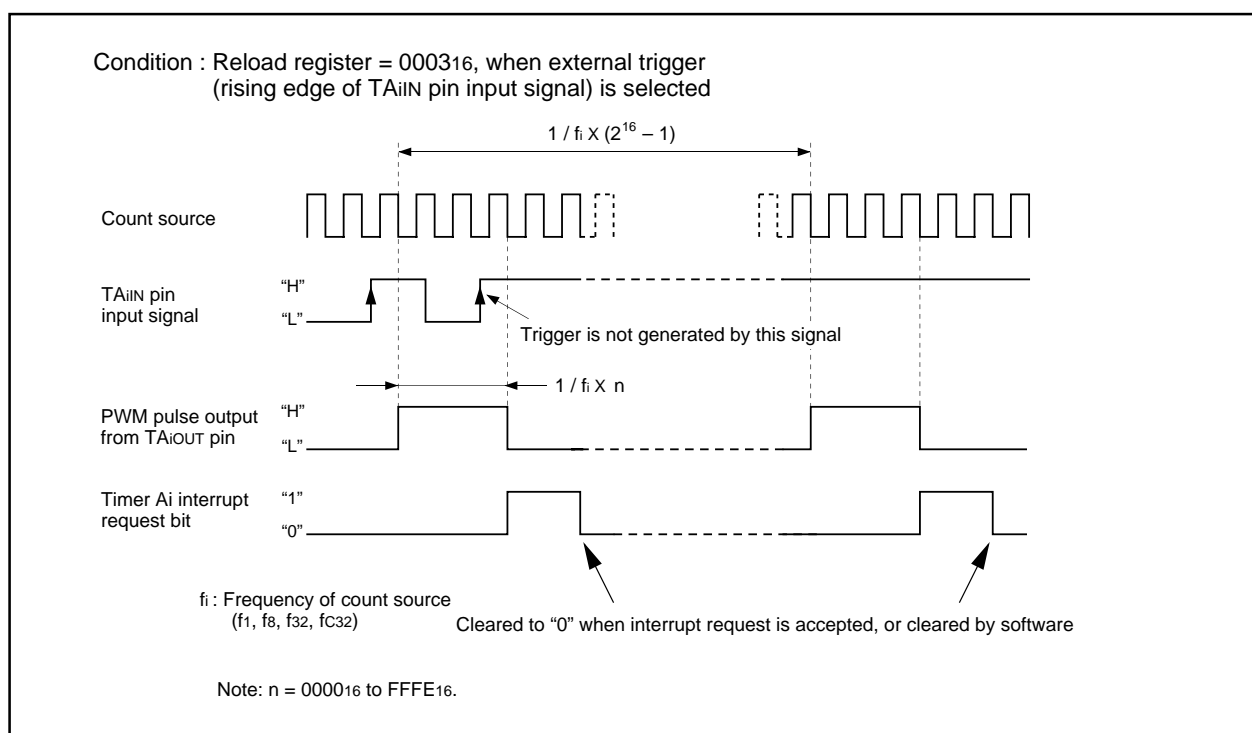 Condition : Reload register = 000316, when external trigger
(rising edge of TAiIN pin input signal) is selected
1 / fi X (2^16 – 1)
Count source
TAiIN pin
input signal
“H”
“L”
Trigger is not generated by this signal
1 / fi X n
PWM pulse output
from TAiOUT pin
“H”
“L”
Timer Ai interrupt
request bit
“1”
“0”
fi : Frequency of count source
(f1, f8, f32, fC32)
Cleared to “0” when interrupt request is accepted, or cleared by software
Note: n = 000016 to FFFE16.